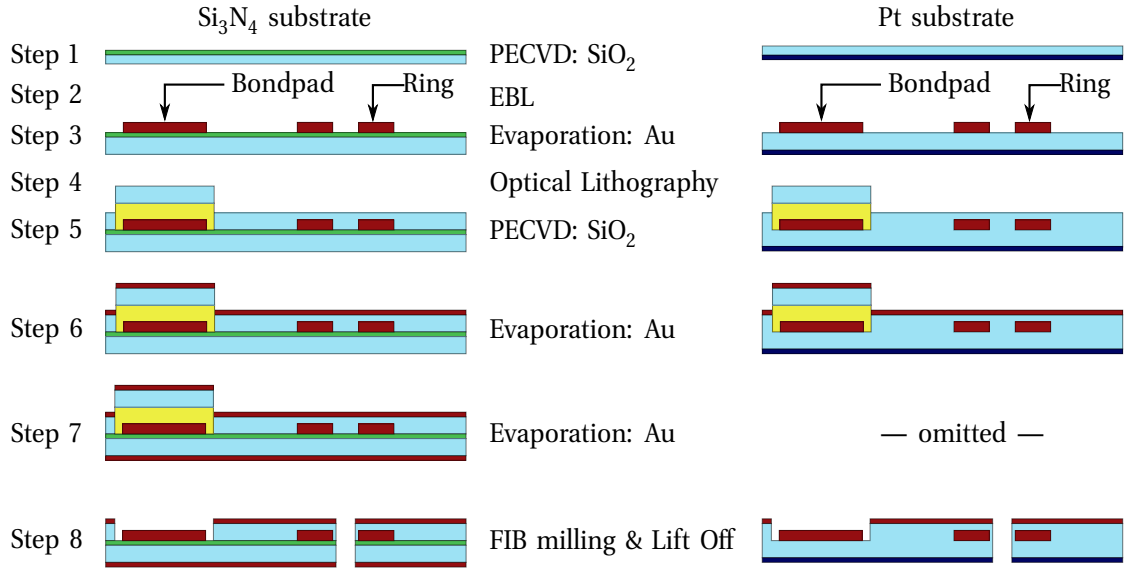 Si₃N₄ substrate
Pt substrate
Step 1
PECVD: SiO₂
Step 2
Bondpad
Ring
EBL
Bondpad
Ring
Step 3
Evaporation: Au
Step 4
Optical Lithography
Step 5
PECVD: SiO₂
Step 6
Evaporation: Au
Step 7
Evaporation: Au
— omitted —
Step 8
FIB milling & Lift Off